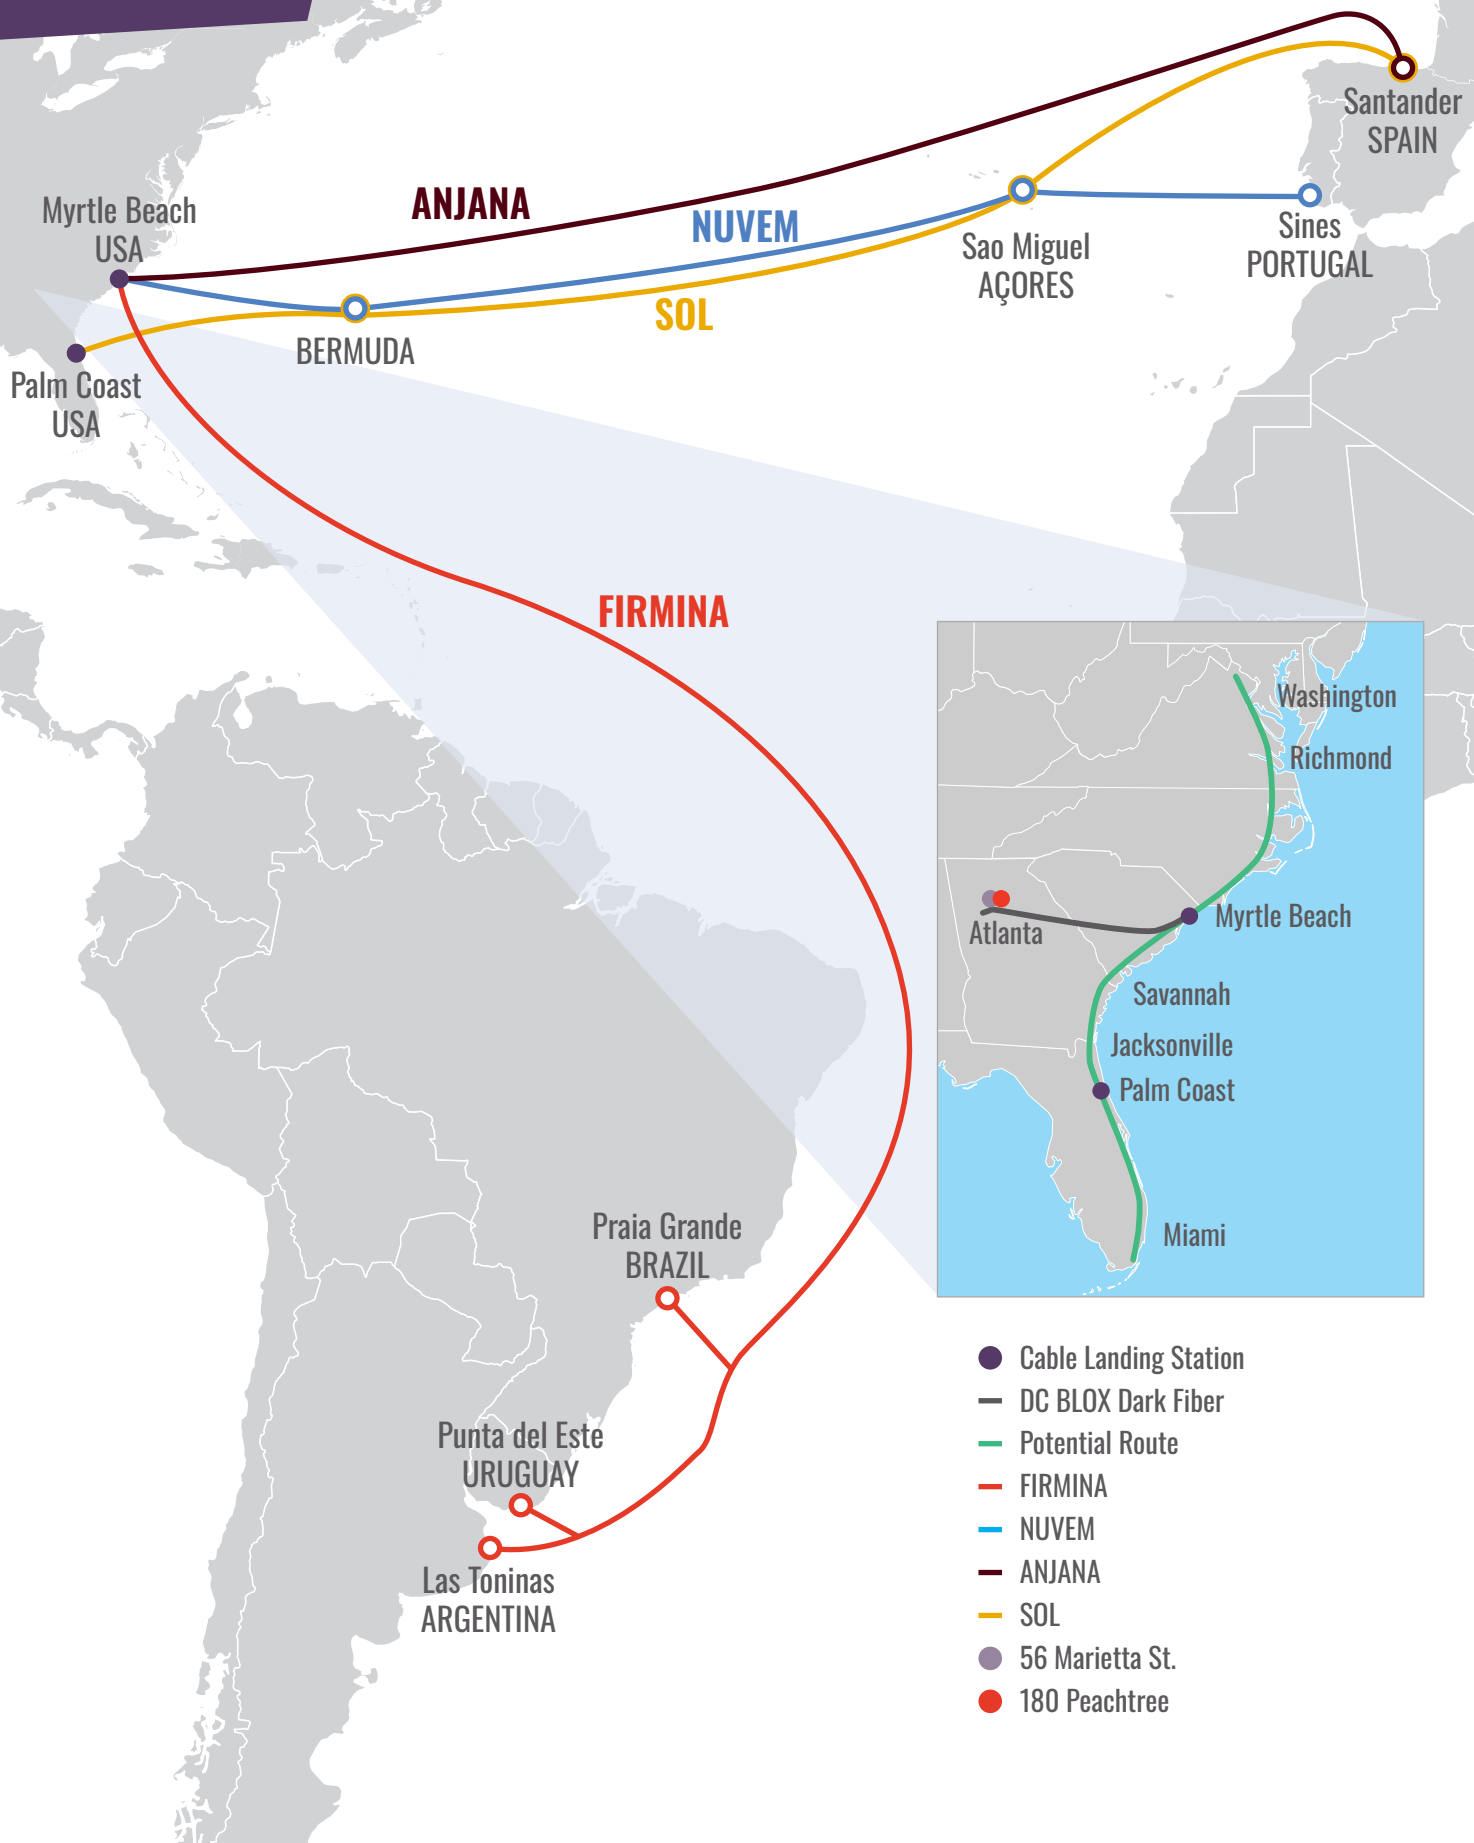 Santander
SPAIN
Myrtle Beach
USA
ANJANA
NUVEM
SOL
Sao Miguel
AÇORES
Sines
PORTUGAL
BERMUDA
Palm Coast
USA
FIRMINA
Washington
Richmond
Myrtle Beach
Atlanta
Savannah
Jacksonville
Palm Coast
Miami
Praia Grande
BRAZIL
Punta del Este
URUGUAY
Las Toninas
ARGENTINA
Cable Landing Station
DC BLOX Dark Fiber
Potential Route
FIRMINA
NUVEM
ANJANA
SOL
56 Marietta St.
180 Peachtree